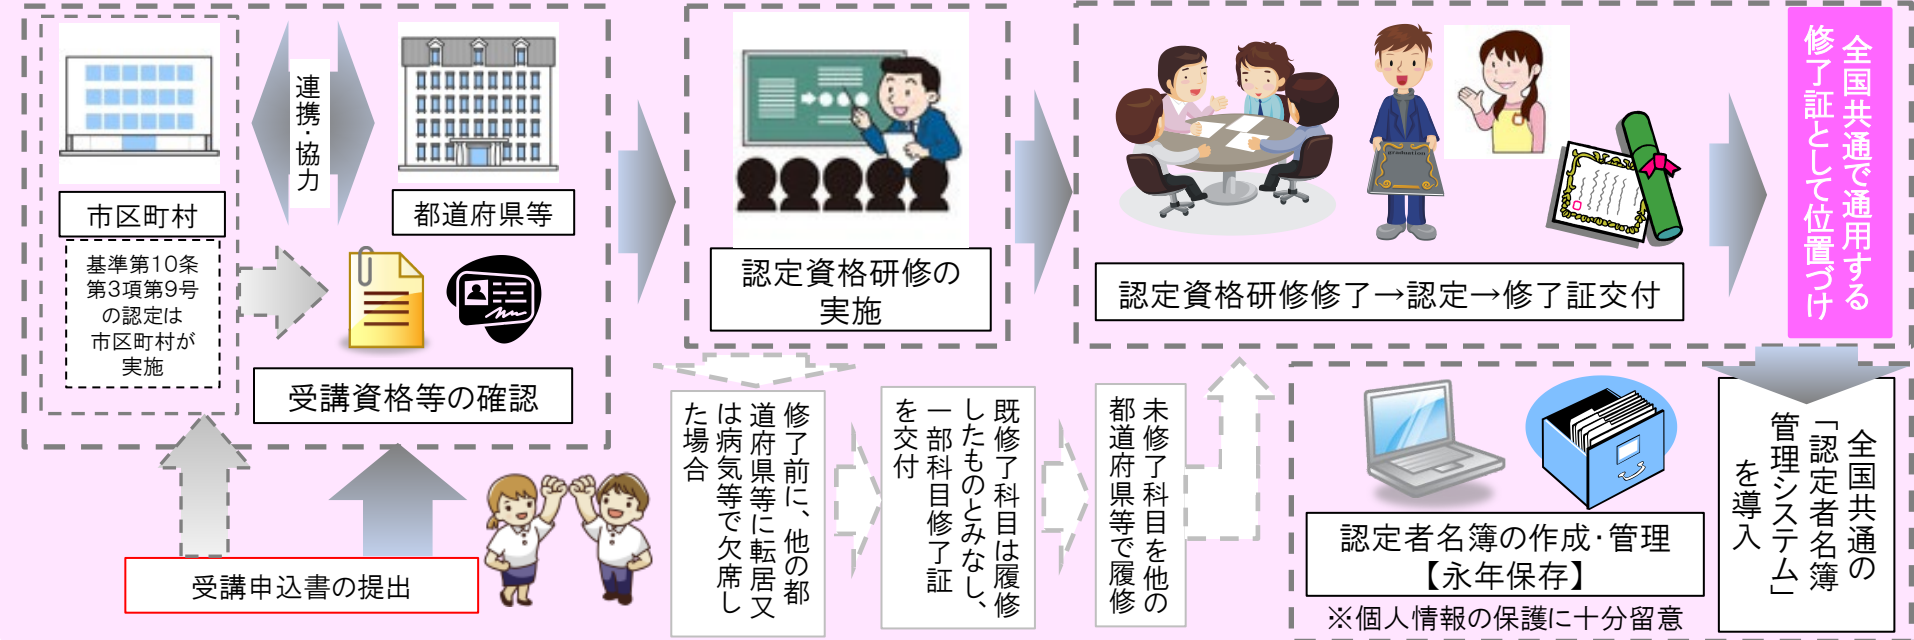 市区町村
連携・協力
都道府県等
基準第10条
第3項第9号
の認定は
市区町村が
実施
受講資格等の確認
受講申込書の提出
認定資格研修の
実施
認定資格研修修了→認定→修了証交付
graduation
全国共通で通用する
修了証として位置づけ
修了前に、他の都
道府県等に転居又
は病気等で欠席し
た場合
既修了科目は履修
したものとみなし、
一部科目修了証
を交付
未修了科目を他の
都道府県等で履修
認定者名簿の作成・管理
【永年保存】
※個人情報の保護に十分留意
全国共通の
「認定者名簿
管理システム」
を導入